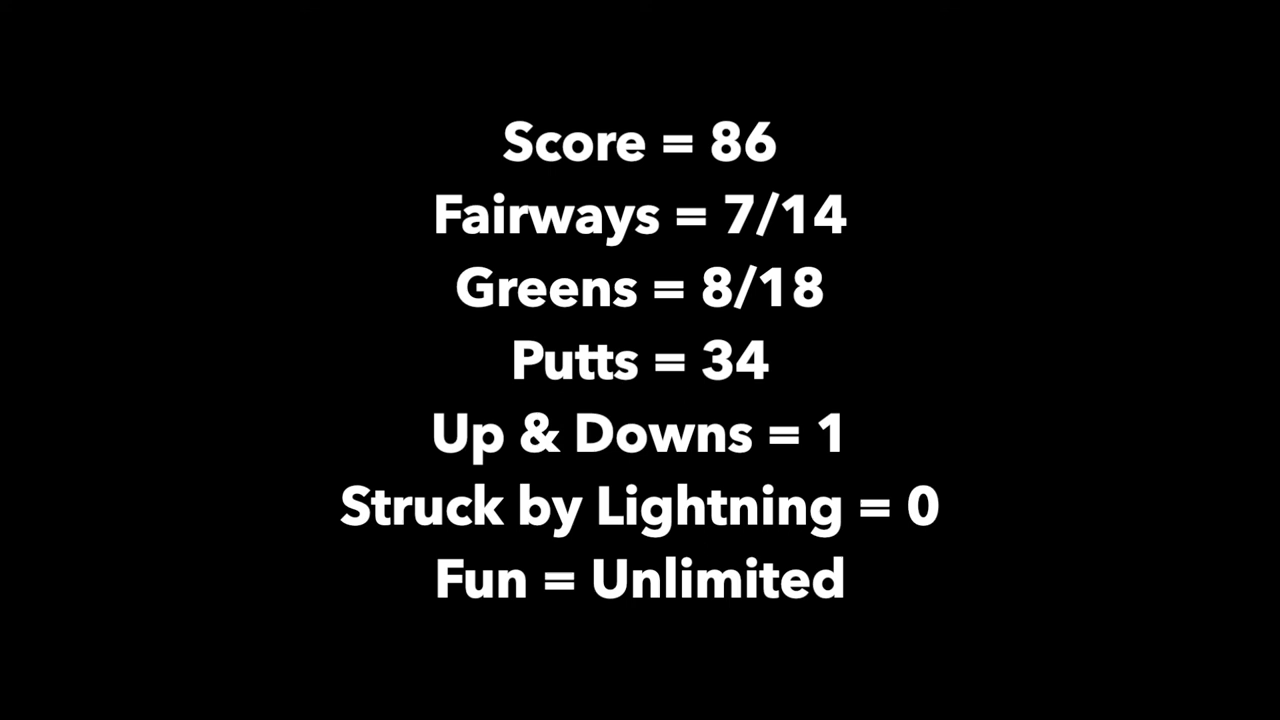 Score = 86
Fairways = 7/14
Greens = 8/18
Putts = 34
Up & Downs = 1
Struck by Lightning = 0
Fun = Unlimited